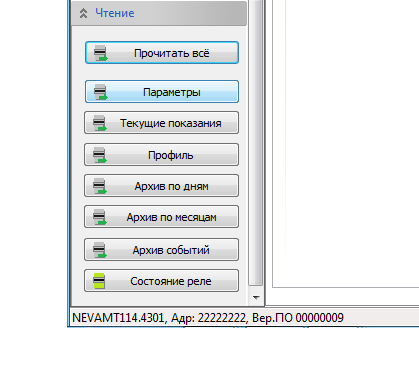 Чтение
Прочитать всё
Параметры
Текущие показания
Профиль
Архив по дням
Архив по месяцам
Архив событий
Состояние реле
NEVAMT114.4301, Адр: 22222222, Вер.ПО 00000009